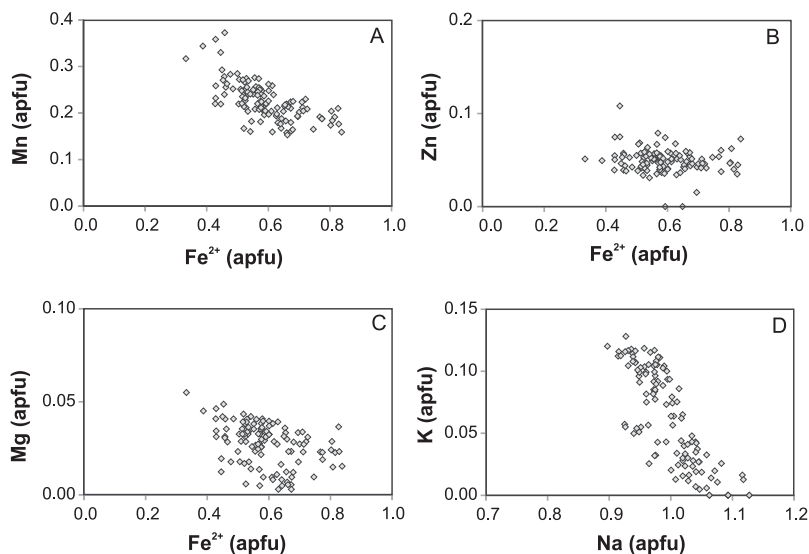 0.4
A
0.3
Mn (apfu)
0.2
0.1
0.0
0.0 0.2 0.4 0.6 0.8 1.0
Fe²⁺ (apfu)
0.2
B
Zn (apfu)
0.1
0.0
0.0 0.2 0.4 0.6 0.8 1.0
Fe²⁺ (apfu)
0.10
C
Mg (apfu)
0.05
0.00
0.0 0.2 0.4 0.6 0.8 1.0
Fe²⁺ (apfu)
0.15
D
0.10
K (apfu)
0.05
0.00
0.7 0.8 0.9 1.0 1.1 1.2
Na (apfu)